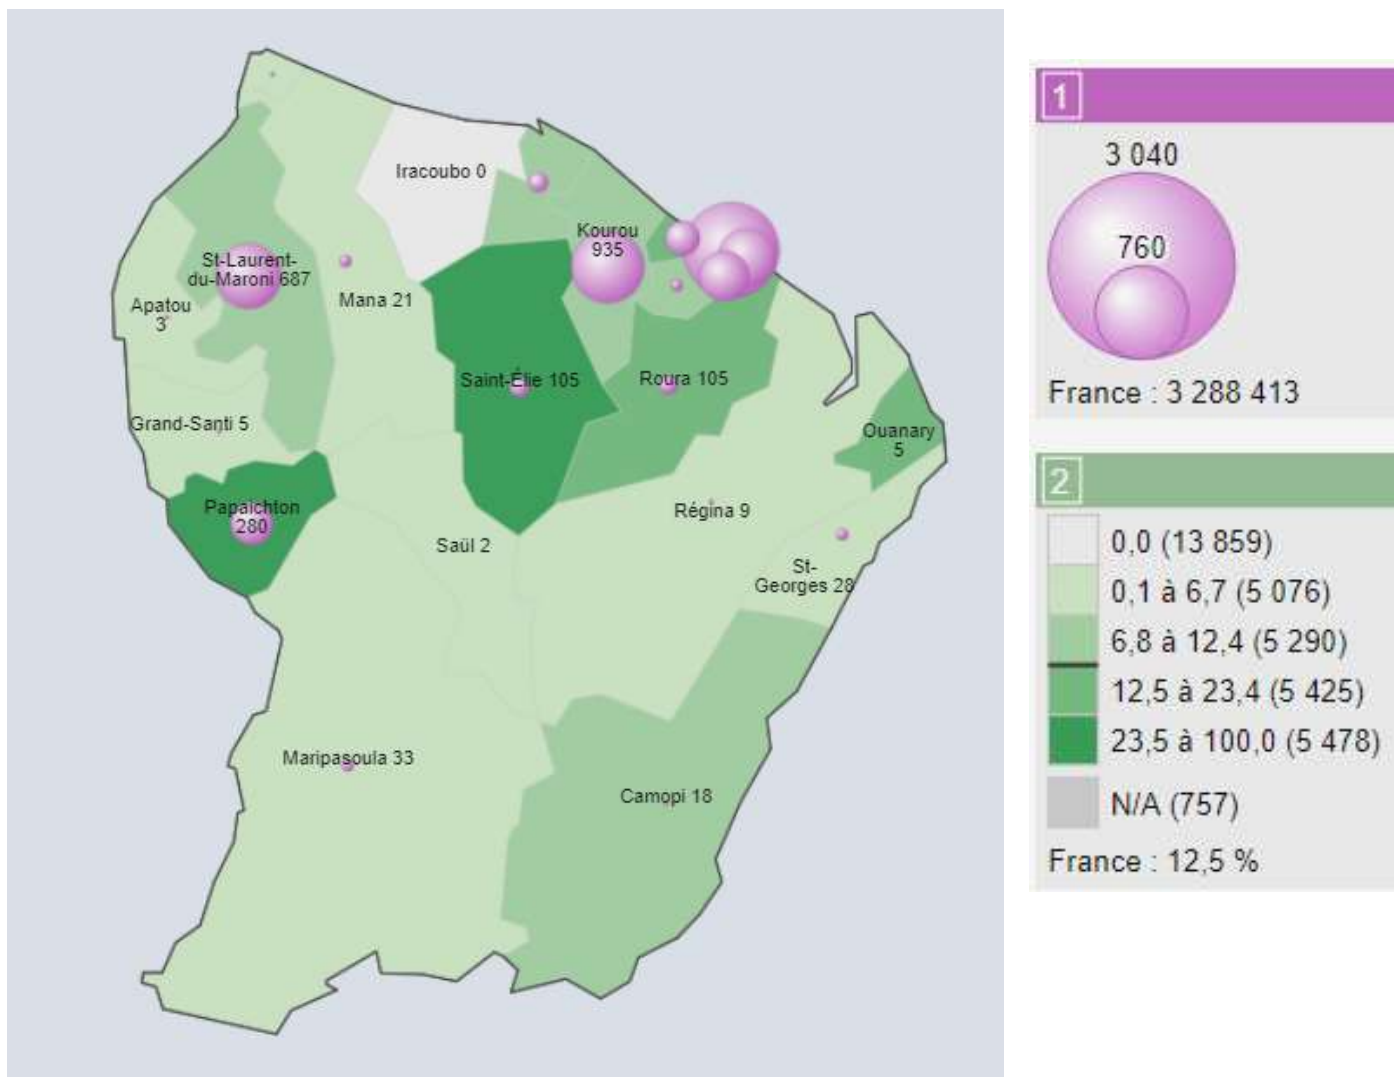 Iracoubo 0
Kourou
935
St-Laurent-
du-Maroni 687
Mana 21
Apatou
3
Saint-Élie 105
Roura 105
Grand-Santi 5
Ouanary
5
Papaichton
280
Régina 9
Saül 2
St-
Georges 28
Maripasoula 33
Camopi 18
1
3 040
760
France : 3 288 413
2
0,0 (13 859)
0,1 à 6,7 (5 076)
6,8 à 12,4 (5 290)
12,5 à 23,4 (5 425)
23,5 à 100,0 (5 478)
N/A (757)
France : 12,5 %